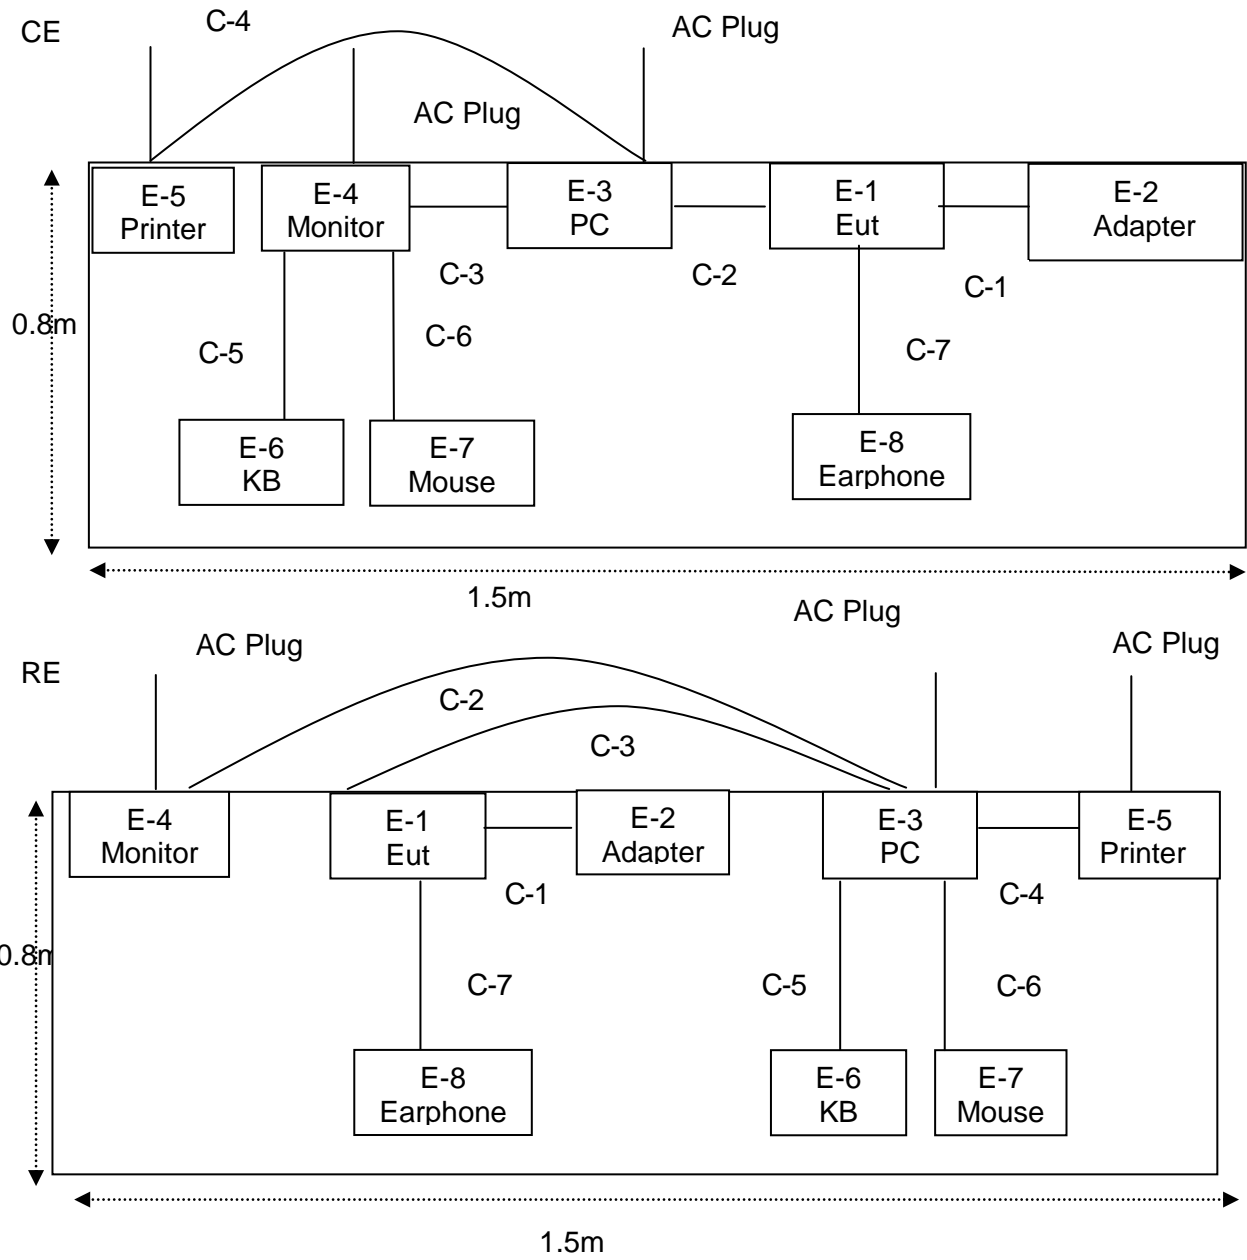 CE
C-4
AC Plug
AC Plug
E-5
Printer
E-4
Monitor
E-3
PC
E-1
Eut
E-2
Adapter
C-3
C-2
C-1
0.8m
C-5
C-6
C-7
E-6
KB
E-7
Mouse
E-8
Earphone
1.5m
RE
AC Plug
AC Plug
AC Plug
C-2
C-3
E-4
Monitor
E-1
Eut
E-2
Adapter
E-3
PC
E-5
Printer
C-1
C-4
0.8m
C-7
C-5
C-6
E-8
Earphone
E-6
KB
E-7
Mouse
1.5m